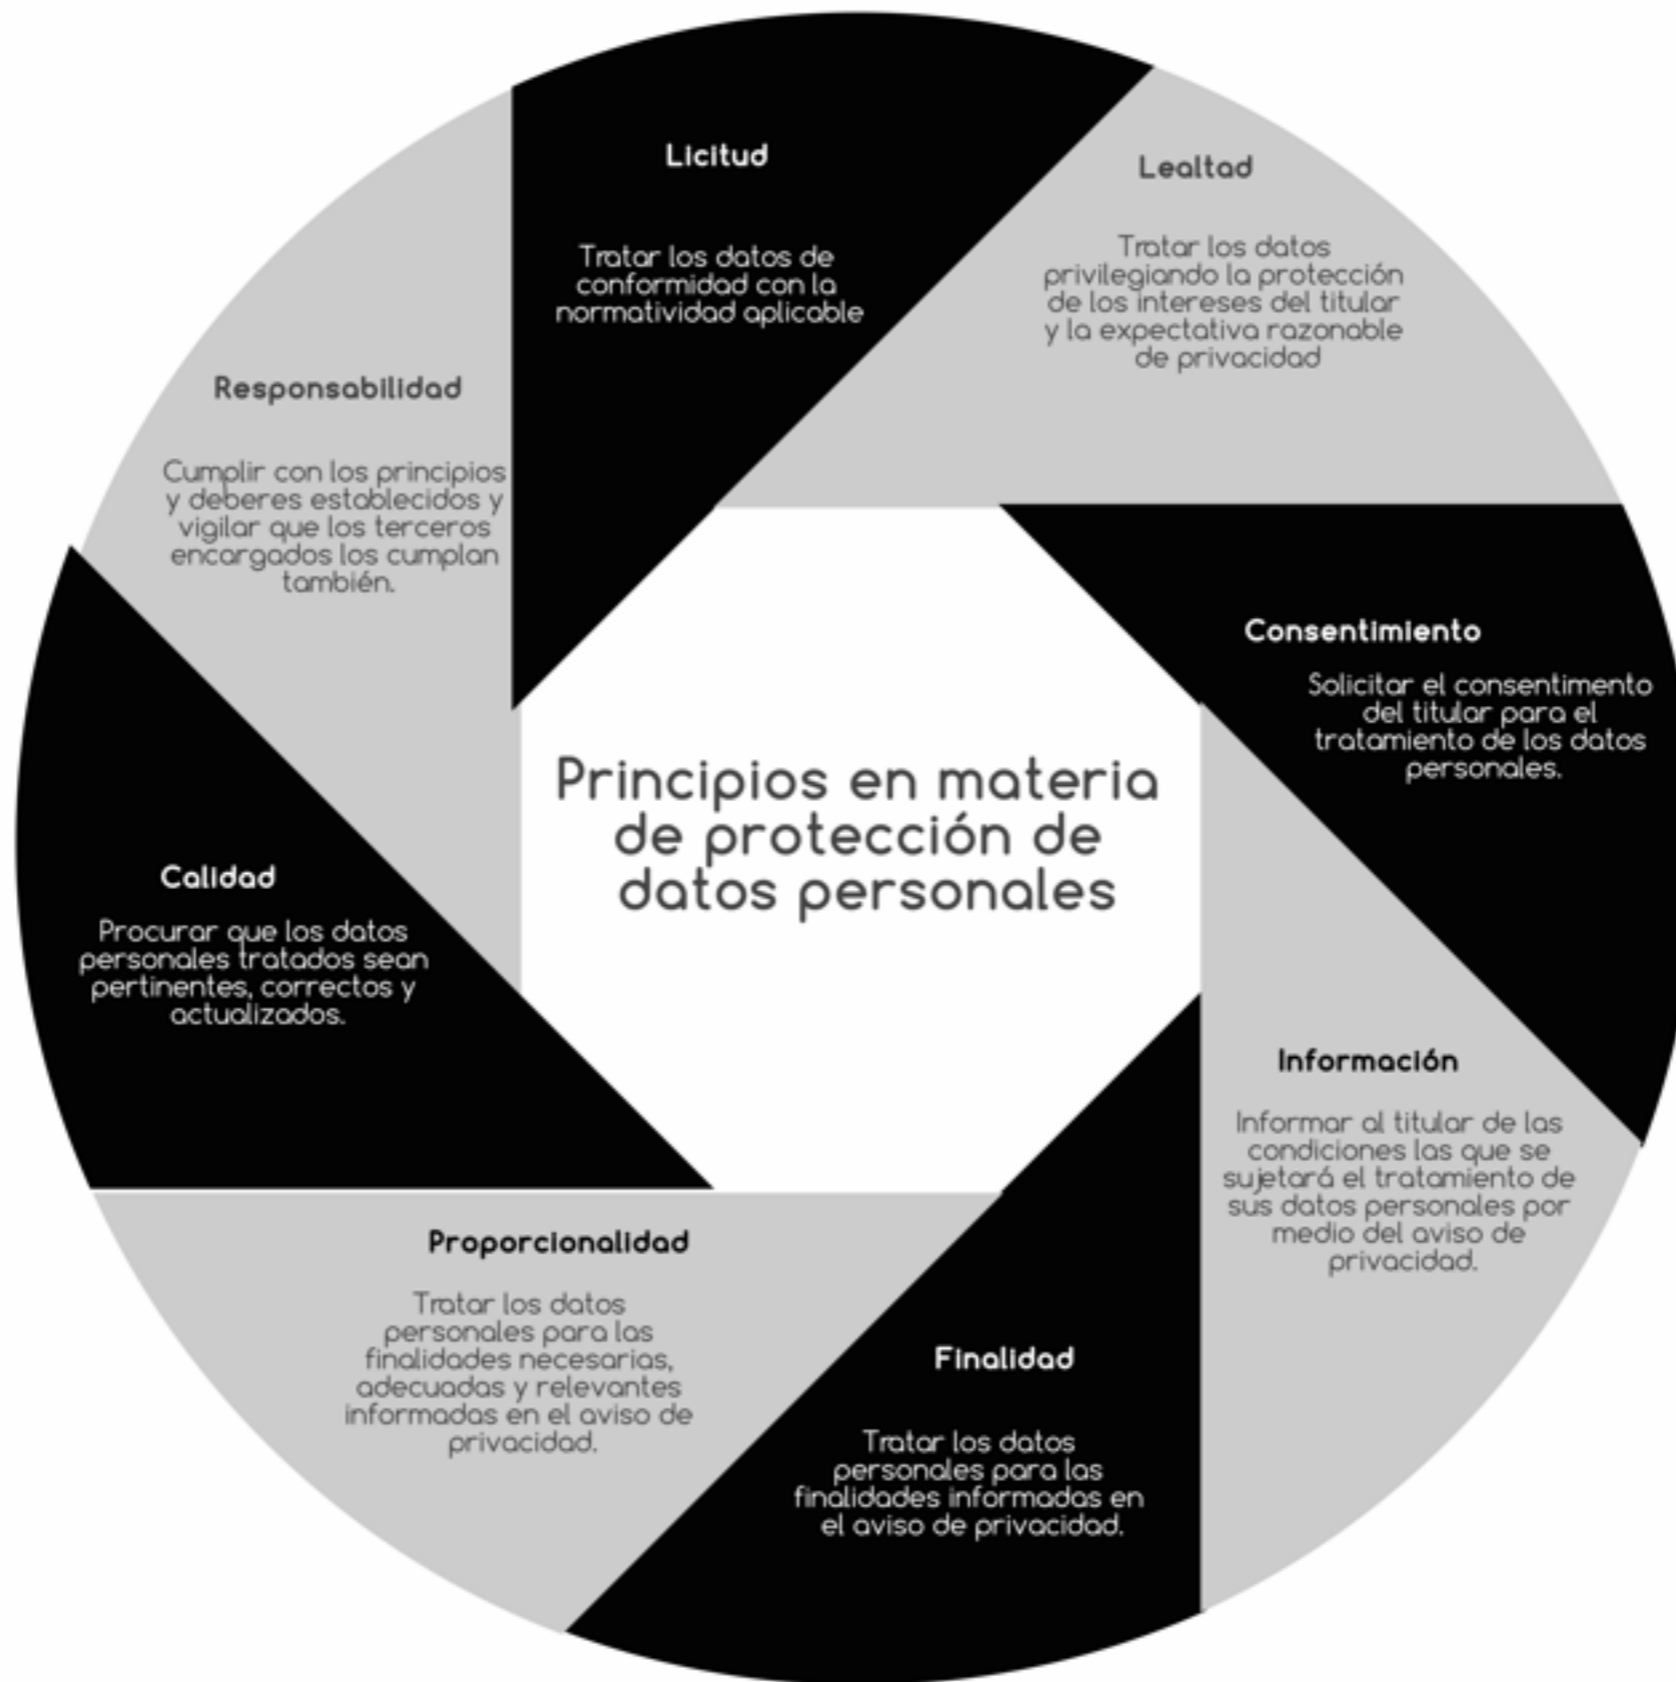 Licitud
Tratar los datos de
conformidad con la
normatividad aplicable
Lealtad
Tratar los datos
privilegiando la protección
de los intereses del titular
y la expectativa razonable
de privacidad
Consentimiento
Solicitar el consentimento
del titular para el
tratamiento de los datos
personales.
Información
Informar al titular de las
condiciones las que se
sujetará el tratamiento de
sus datos personales por
medio del aviso de
privacidad.
Finalidad
Tratar los datos
personales para las
finalidades informadas en
el aviso de privacidad.
Proporcionalidad
Tratar los datos
personales para las
finalidades necesarias,
adecuadas y relevantes
informadas en el aviso de
privacidad.
Calidad
Procurar que los datos
personales tratados sean
pertinentes, correctos y
actualizados.
Responsabilidad
Cumplir con los principios
y deberes establecidos y
vigilar que los terceros
encargados los cumplan
también.
Principios en materia
de protección de
datos personales